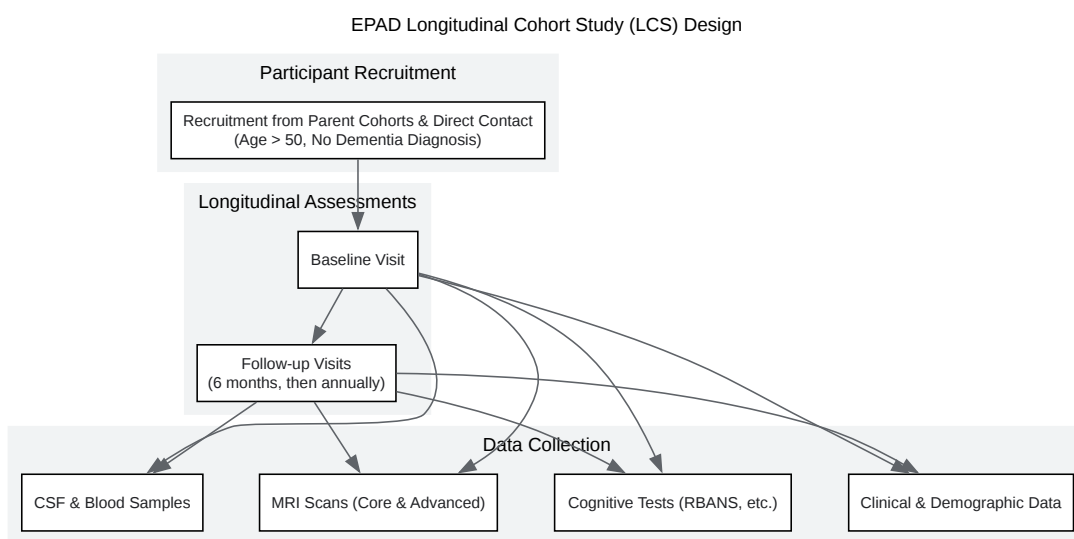 EPAD Longitudinal Cohort Study (LCS) Design
Participant Recruitment
Recruitment from Parent Cohorts & Direct Contact
(Age > 50, No Dementia Diagnosis)
Longitudinal Assessments
Baseline Visit
Follow-up Visits
(6 months, then annually)
Data Collection
CSF & Blood Samples
MRI Scans (Core & Advanced)
Cognitive Tests (RBANS, etc.)
Clinical & Demographic Data